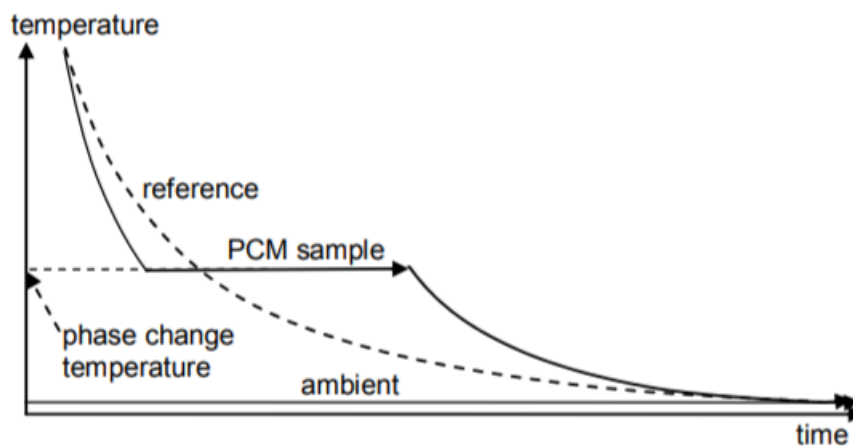 temperature
reference
PCM sample
phase change
temperature
ambient
time